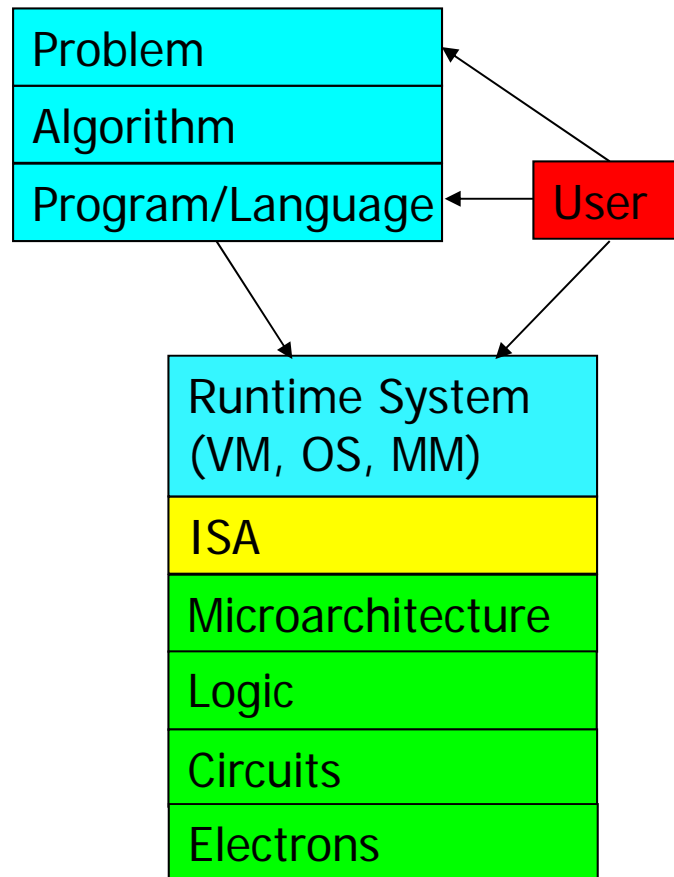 Problem
Algorithm
Program/Language
User
Runtime System
(VM, OS, MM)
ISA
Microarchitecture
Logic
Circuits
Electrons